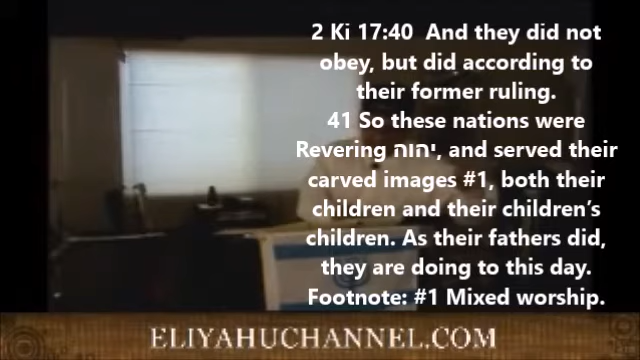 2 Ki 17:40 And they did not
obey, but did according to
their former ruling.
41 So these nations were
Revering יהוה, and served their
carved images #1, both their
children and their children’s
children. As their fathers did,
they are doing to this day.
Footnote: #1 Mixed worship.
ELIYAHUCHANNEL.COM